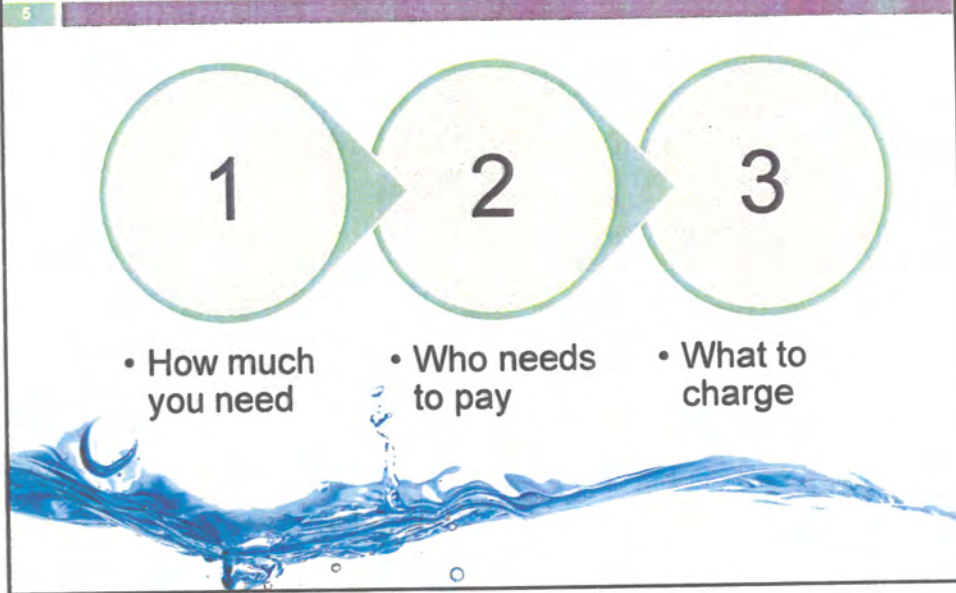 5
1
2
3
• How much
you need
• Who needs
to pay
• What to
charge